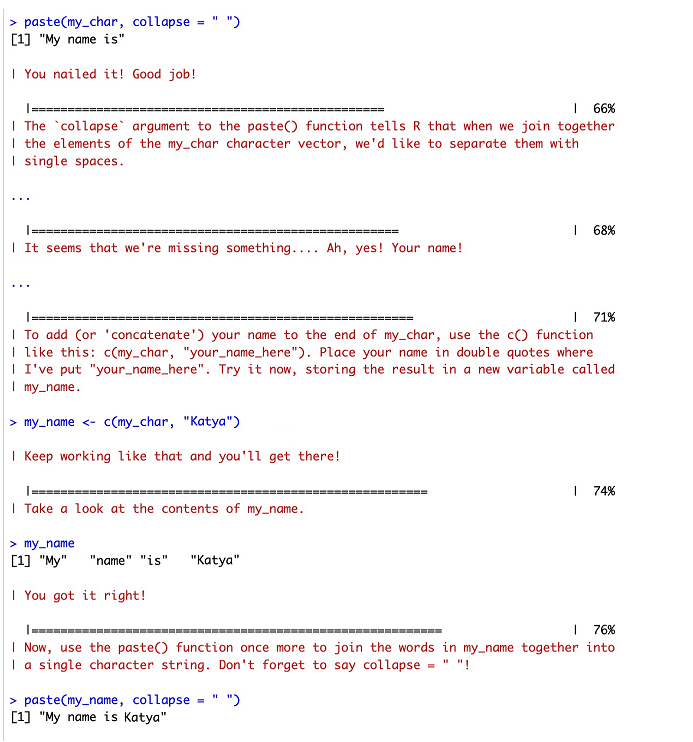 > paste(my_char, collapse = " ")
[1] "My name is"
| You nailed it! Good job!
|================================================= | 66%
| The `collapse` argument to the paste() function tells R that when we join together
| the elements of the my_char character vector, we'd like to separate them with
| single spaces.
...
|=================================================== | 68%
| It seems that we're missing something.... Ah, yes! Your name!
...
|===================================================== | 71%
| To add (or 'concatenate') your name to the end of my_char, use the c() function
| like this: c(my_char, "your_name_here"). Place your name in double quotes where
| I've put "your_name_here". Try it now, storing the result in a new variable called
| my_name.
> my_name <- c(my_char, "Katya")
| Keep working like that and you'll get there!
|======================================================= | 74%
| Take a look at the contents of my_name.
> my_name
[1] "My"   "name" "is"   "Katya"
| You got it right!
|========================================================= | 76%
| Now, use the paste() function once more to join the words in my_name together into
| a single character string. Don't forget to say collapse = " "!
> paste(my_name, collapse = " ")
[1] "My name is Katya"